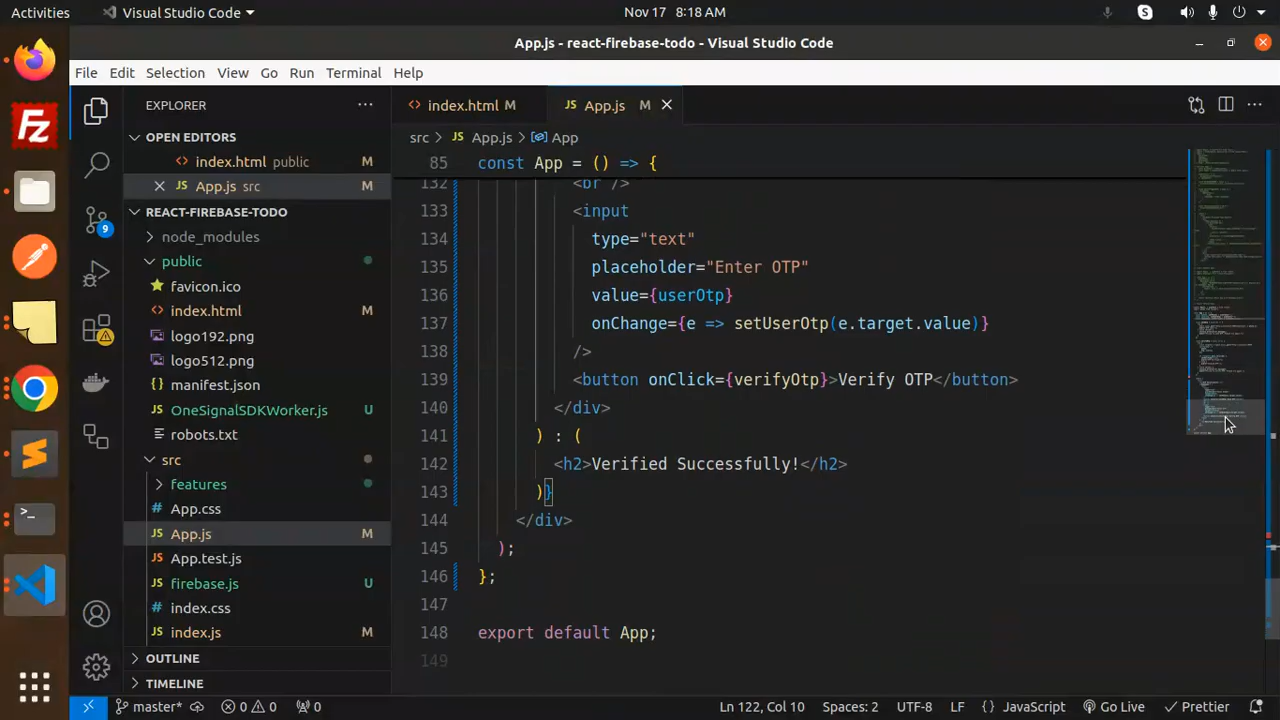 Activities
Visual Studio Code
Nov 17 8:18 AM
App.js - react-firebase-todo - Visual Studio Code
File Edit Selection View Go Run Terminal Help
EXPLORER
OPEN EDITORS
index.html public M
App.js src M
REACT-FIREBASE-TODO
node_modules
public
favicon.ico
index.html M
logo192.png
logo512.png
manifest.json
OneSignalSDKWorker.js U
robots.txt
src
features
App.css
App.js M
App.test.js
firebase.js U
index.css
index.js M
OUTLINE
TIMELINE
9
index.html M
App.js M
src > App.js > App
85 const App = () => {
132 <br />
133 <input
134 type="text"
135 placeholder="Enter OTP"
136 value={userOtp}
137 onChange={e => setUserOtp(e.target.value)}
138 />
139 <button onClick={verifyOtp}>Verify OTP</button>
140 </div>
141 ) : (
142 <h2>Verified Successfully!</h2>
143 )}
144 </div>
145 );
146 };
147
148 export default App;
149
master* 0 0 0 Ln 122, Col 10 Spaces: 2 UTF-8 LF {} JavaScript Go Live Prettier